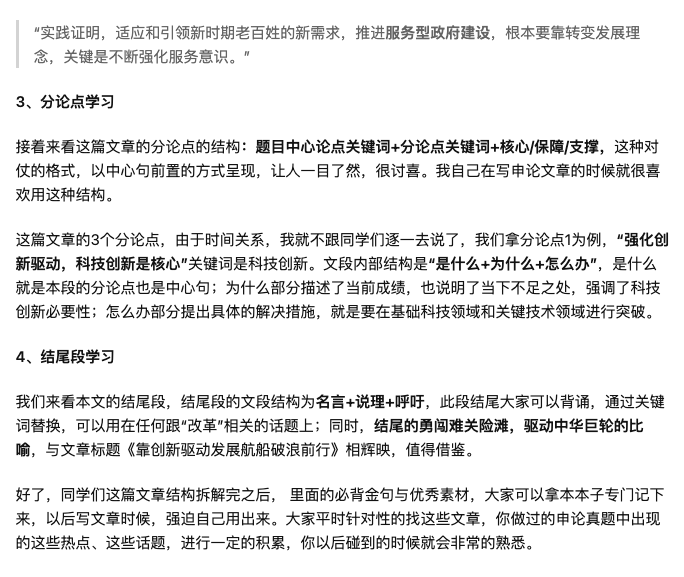 “实践证明，适应和引领新时期老百姓的新需求，推进服务型政府建设，根本要靠转变发展理
念，关键是不断强化服务意识。”
3、分论点学习
接着来看这篇文章的分论点的结构：题目中心论点关键词+分论点关键词+核心/保障/支撑，这种对
仗的格式，以中心句前置的方式呈现，让人一目了然，很讨喜。我自己在写申论文章的时候就很喜
欢用这种结构。
这篇文章的3个分论点，由于时间关系，我就不跟同学们逐一去说了，我们拿分论点1为例，“强化创
新驱动，科技创新是核心”关键词是科技创新。文段内部结构是“是什么+为什么+怎么办”，是什么
就是本段的分论点也是中心句；为什么部分描述了当前成绩，也说明了当下不足之处，强调了科技
创新必要性；怎么办部分提出具体的解决措施，就是要在基础科技领域和关键技术领域进行突破。
4、结尾段学习
我们来看本文的结尾段，结尾段的文段结构为名言+说理+呼吁，此段结尾大家可以背诵，通过关键
词替换，可以用在任何跟“改革”相关的话题上；同时，结尾的勇闯难关险滩，驱动中华巨轮的比
喻，与文章标题《靠创新驱动发展航船破浪前行》相辉映，值得借鉴。
好了，同学们这篇文章结构拆解完之后， 里面的必背金句与优秀素材，大家可以拿本本子专门记下
来，以后写文章时候，强迫自己用出来。大家平时针对性的找这些文章，你做过的申论真题中出现
的这些热点、这些话题，进行一定的积累，你以后碰到的时候就会非常的熟悉。